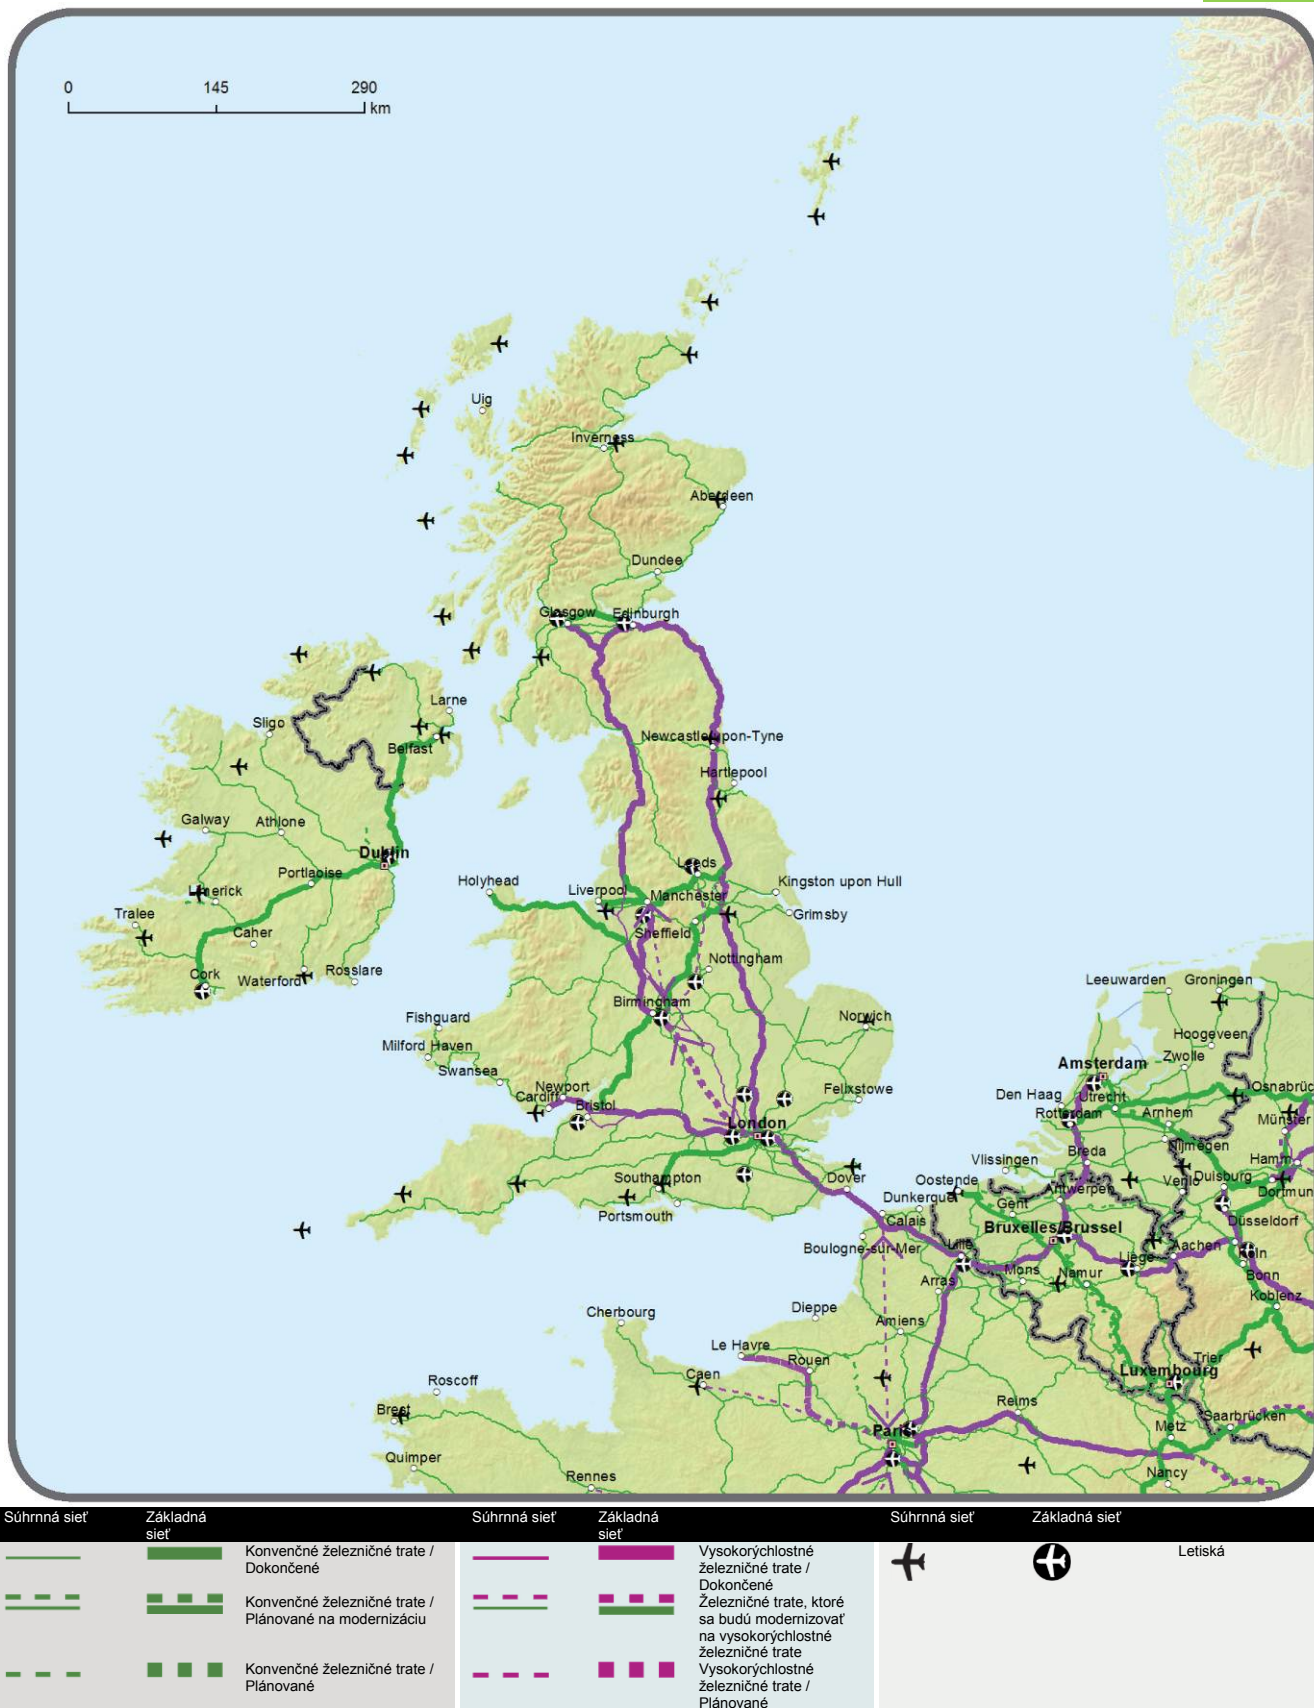 0 145 290
km
Uig
Inverness
Aberdeen
Dundee
Glasgow
Edinburgh
Larne
Sligo
Belfast
Newcastle-upon-Tyne
Hartlepool
Galway
Athlone
Dublin
Portlaoise
Limerick
Tralee
Caher
Cork
Waterford
Rosslare
Holyhead
Liverpool
Leeds
Manchester
Kingston upon Hull
Grimsby
Sheffield
Nottingham
Birmingham
Norwich
Fishguard
Milford Haven
Swansea
Newport
Cardiff
Bristol
Felixstowe
London
Southampton
Portsmouth
Dover
Leeuwarden
Groningen
Hoogeveen
Zwolle
Amsterdam
Den Haag
Utrecht
Osnabrüc
Rotterdam
Arnhem
Münster
Nijmegen
Breda
Hamm
Vlissingen
Oostende
Antwerpen
Venlo
Duisburg
Dortmun
Dunkerque
Gent
Calais
Bruxelles/Brussel
Düsseldorf
Boulogne-sur-Mer
Lille
Liège
Aachen
Köln
Arras
Mons
Namur
Bonn
Koblenz
Cherbourg
Dieppe
Amiens
Le Havre
Rouen
Trier
Caen
Luxembourg
Roscoff
Brest
Reims
Saarbrücken
Paris
Metz
Quimper
Rennes
Nancy
Súhrnná sieť
Základná
sieť
Konvenčné železničné trate /
Dokončené
Konvenčné železničné trate /
Plánované na modernizáciu
Konvenčné železničné trate /
Plánované
Súhrnná sieť
Základná
sieť
Vysokorýchlostné
železničné trate /
Dokončené
Železničné trate, ktoré
sa budú modernizovať
na vysokorýchlostné
železničné trate
Vysokorýchlostné
železničné trate /
Plánované
Súhrnná sieť
Základná sieť
Letiská